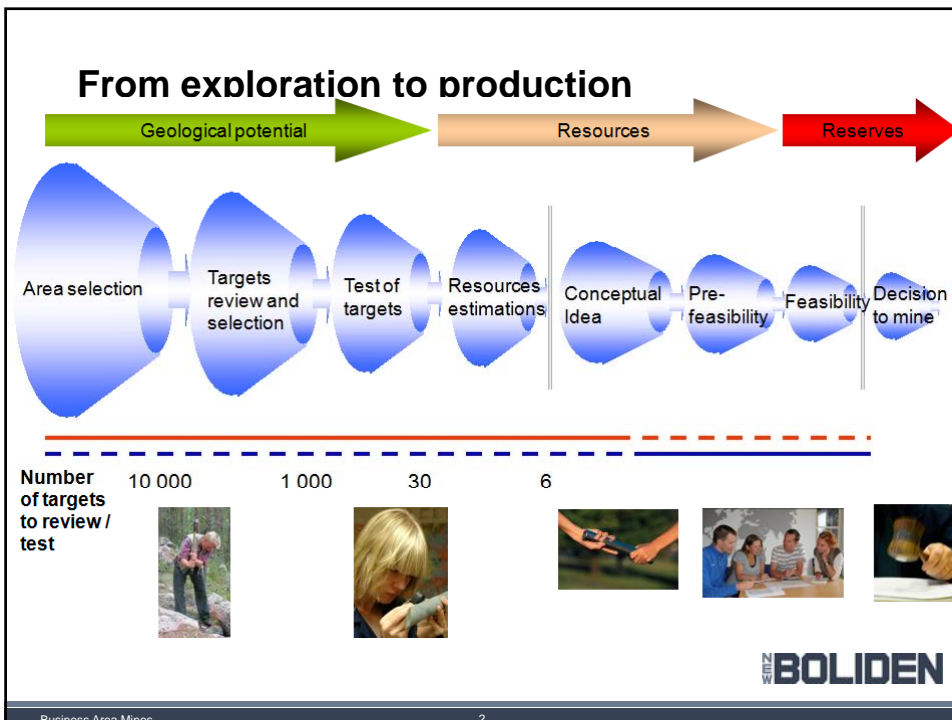 From exploration to production
Geological potential
Resources
Reserves
Area selection
Targets
review and
selection
Test of
targets
Resources
estimations
Conceptual
Idea
Pre-
feasibility
Feasibility
Decision
to mine
Number
of targets
to review /
test
10 000
1 000
30
6
NEW BOLIDEN
Business Area Mines
2